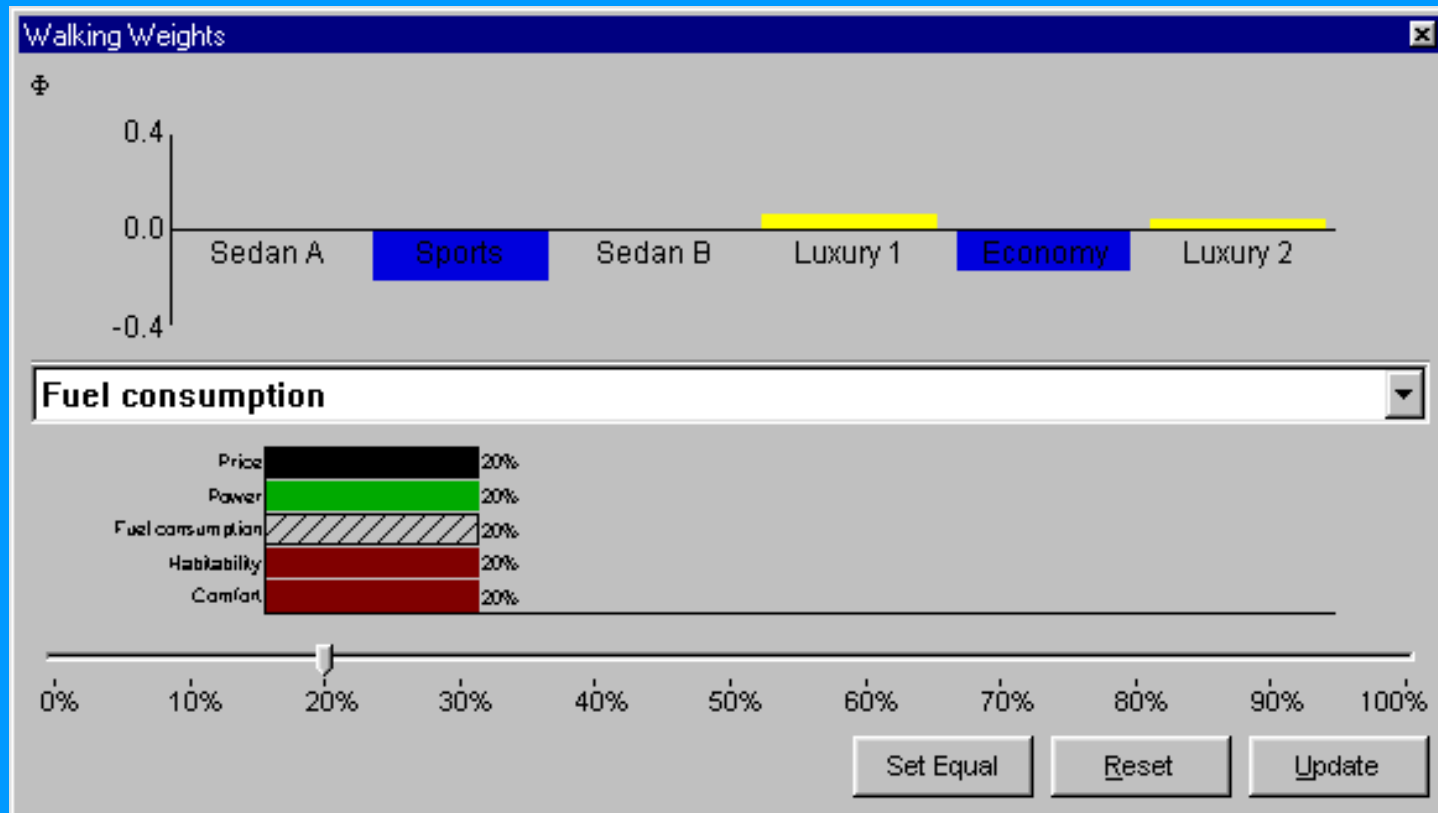 Walking Weights
Φ
0.4
0.0
Sedan A Sports Sedan B Luxury 1 Economy Luxury 2
-0.4
Fuel consumption
Price 20%
Power 20%
Fuel consumption 20%
Habitability 20%
Comfort 20%
0% 10% 20% 30% 40% 50% 60% 70% 80% 90% 100%
Set Equal Reset Update